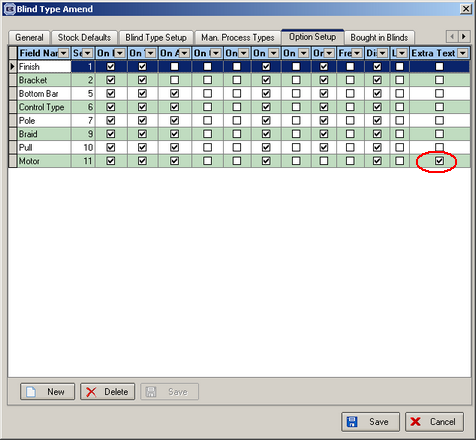 Blind Type Amend
General Stock Defaults Blind Type Setup Man. Process Types Option Setup Bought in Blinds
Field Nar Se On On On A On On On On Or Fre Di L Extra Text
Finish 1
Bracket 2
Bottom Bar 5
Control Type 6
Pole 7
Braid 9
Pull 10
Motor 11
New Delete Save
Save Cancel